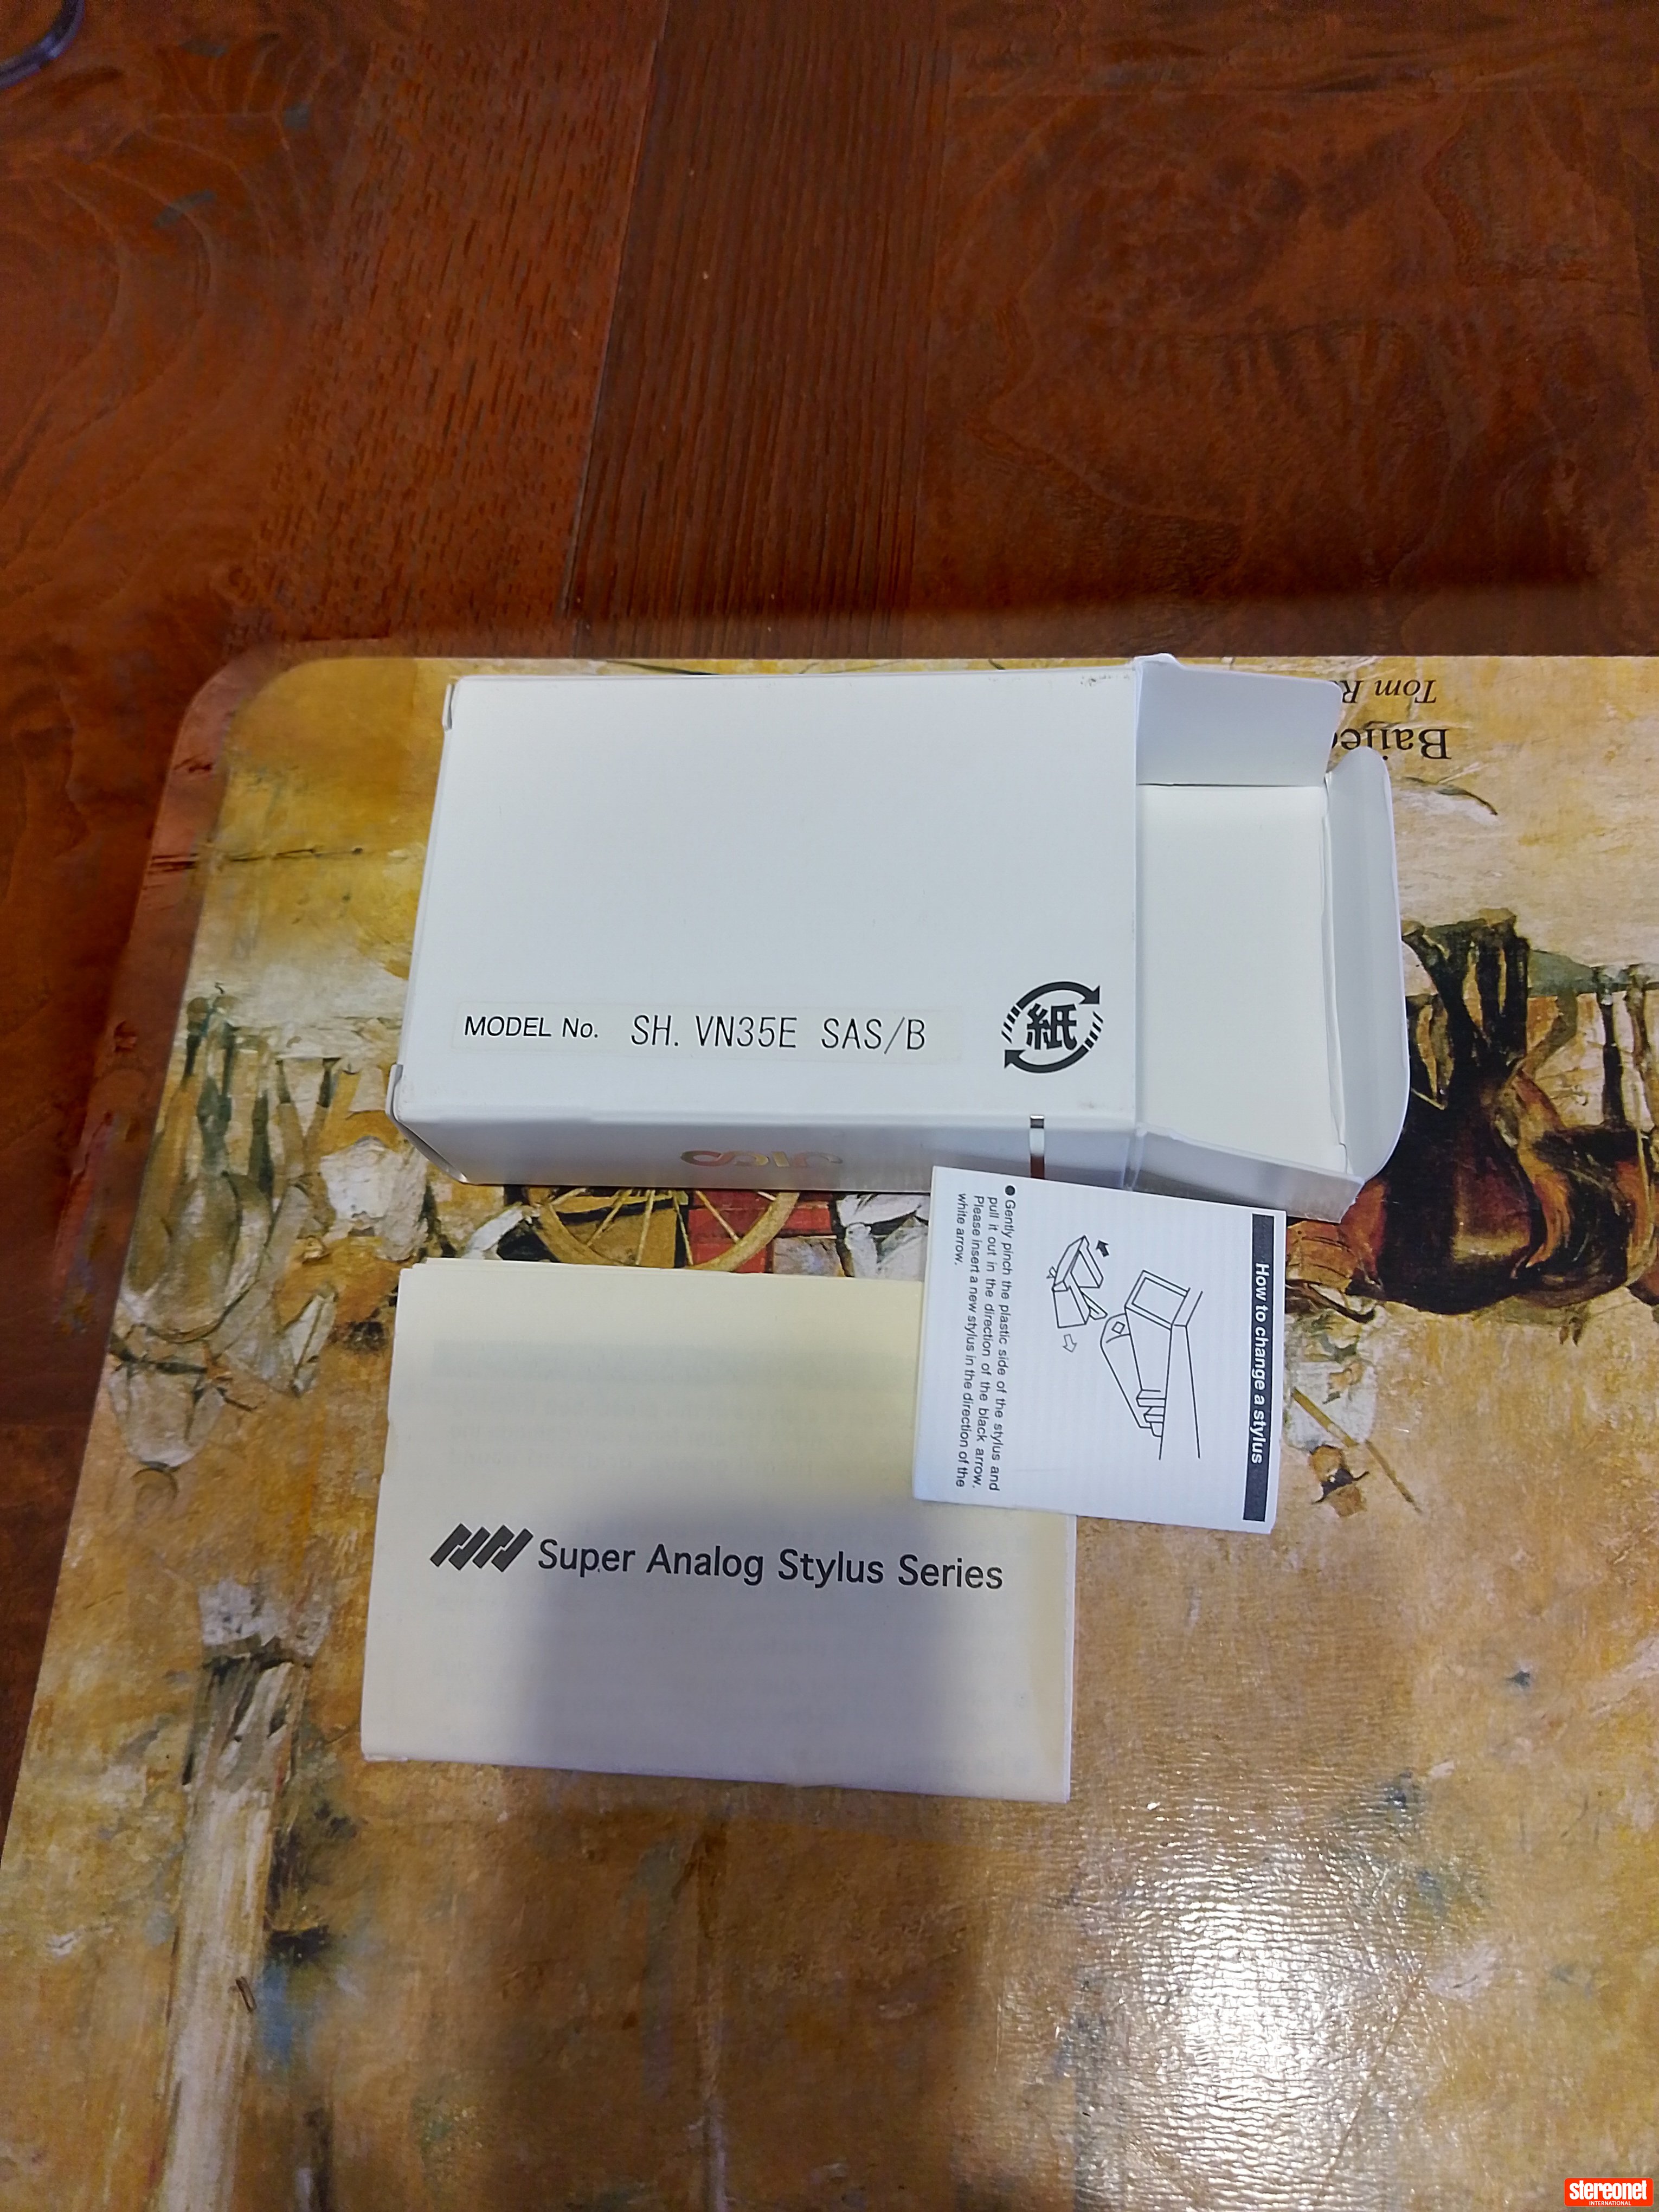 Tom R
Baile
MODEL No. SH. VN35E SAS/B
紙
jico
How to change a stylus
● Gently pinch the plastic side of the stylus and
pull it out in the direction of the black arrow.
Please insert a new stylus in the direction of the
white arrow.
Super Analog Stylus Series
stereonet
INTERNATIONAL